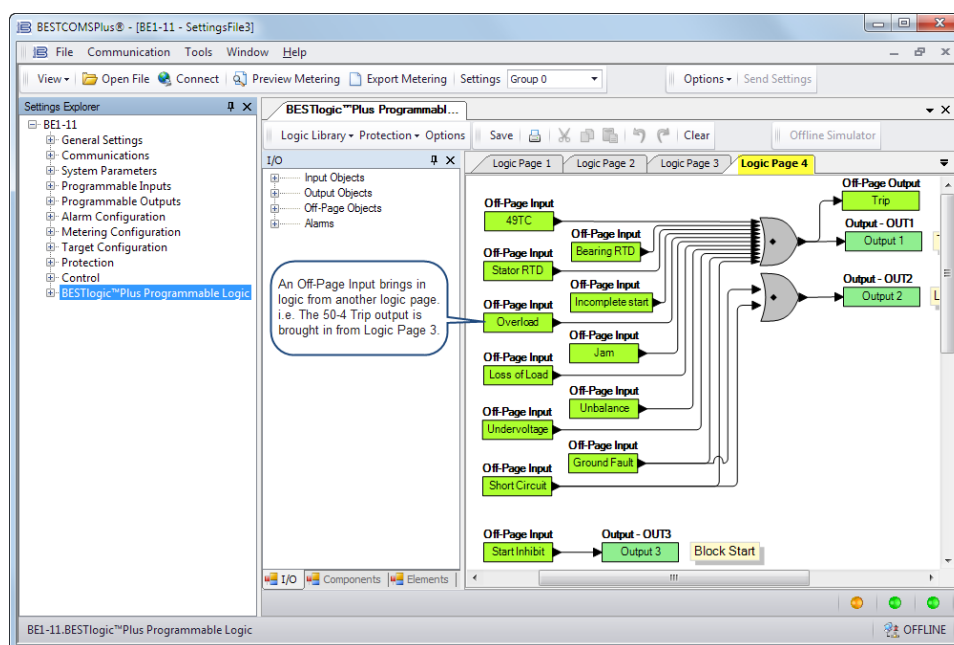 BESTCOMSPlus® - [BE1-11 - SettingsFile3]
File Communication Tools Window Help
View Open File Connect Preview Metering Export Metering Settings Group 0 Options Send Settings
Settings Explorer
BE1-11
General Settings
Communications
System Parameters
Programmable Inputs
Programmable Outputs
Alarm Configuration
Metering Configuration
Target Configuration
Protection
Control
BESTlogic™Plus Programmable Logic
BESTlogic™Plus Programmabl...
Logic Library Protection Options Save Clear Offline Simulator
I/O
Input Objects
Output Objects
Off-Page Objects
Alarms
An Off-Page Input brings in
logic from another logic page.
i.e. The 50-4 Trip output is
brought in from Logic Page 3.
I/O Components Elements
Logic Page 1 Logic Page 2 Logic Page 3 Logic Page 4
Off-Page Output
Trip
Off-Page Input
49TC
Output - OUT1
Output 1
Off-Page Input
Bearing RTD
Off-Page Input
Stator RTD
Output - OUT2
Output 2
L
Off-Page Input
Incomplete start
Off-Page Input
Overload
Off-Page Input
Jam
Off-Page Input
Loss of Load
Off-Page Input
Unbalance
Off-Page Input
Undervoltage
Off-Page Input
Ground Fault
Off-Page Input
Short Circuit
Off-Page Input
Start Inhibit
Output - OUT3
Output 3
Block Start
BE1-11.BESTlogic™Plus Programmable Logic
OFFLINE